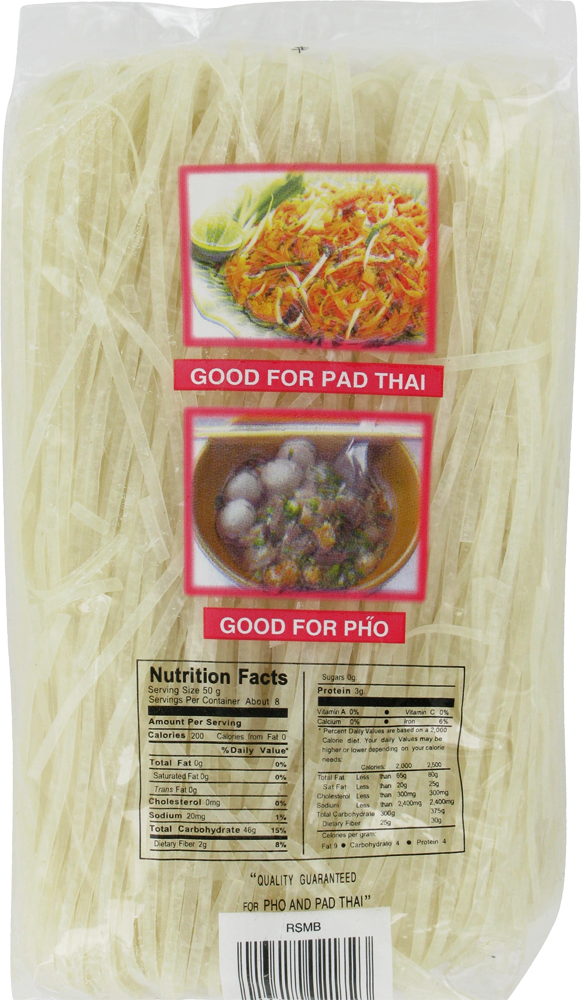 GOOD FOR PAD THAI
GOOD FOR PHỞ
Nutrition Facts
Serving Size 50 g
Servings Per Container About 8
Amount Per Serving
Calories 200 Calories from Fat 0
% Daily Value*
Total Fat 0g 0%
Saturated Fat 0g 0%
Trans Fat 0g
Cholesterol 0mg 0%
Sodium 20mg 1%
Total Carbohydrate 46g 15%
Dietary Fiber 2g 8%
Sugars 0g
Protein 3g
Vitamin A 0% ● Vitamin C 0%
Calcium 0% ● Iron 6%
* Percent Daily Values are based on a 2,000
Calorie diet. Your daily Values may be
higher or lower depending on your calorie
needs:
Calories: 2,000 2,500
Total Fat Less than 65g 80g
Sat Fat Less than 20g 25g
Cholesterol Less than 300mg 300mg
Sodium Less than 2,400mg 2,400mg
Total Carbohydrate 300g 375g
Dietary Fiber 25g 30g
Calories per gram:
Fat 9 ● Carbohydrate 4 ● Protein 4
“QUALITY GUARANTEED
FOR PHO AND PAD THAI”
RSMB